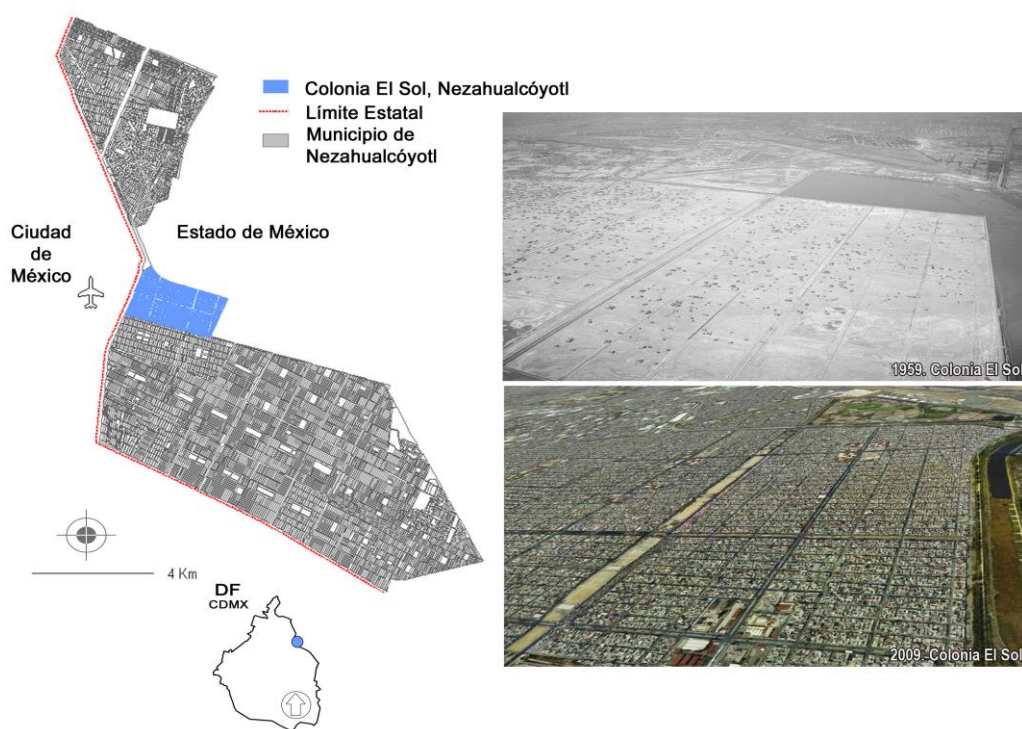 Colonia El Sol, Nezahualcóyotl
Límite Estatal
Municipio de
Nezahualcóyotl
Ciudad
de
México
Estado de México
4 Km
DF
CDMX
1959. Colonia El Sol
2009. Colonia El Sol